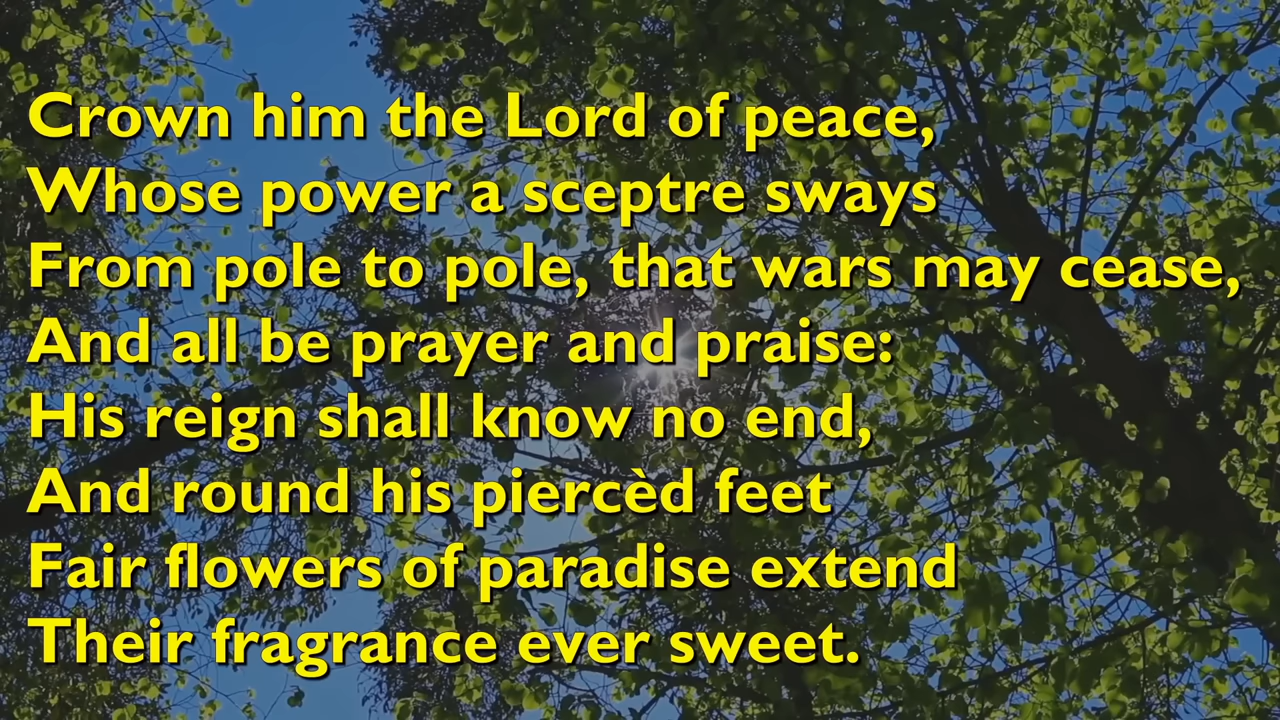 Crown him the Lord of peace,
Whose power a sceptre sways
From pole to pole, that wars may cease,
And all be prayer and praise:
His reign shall know no end,
And round his piercèd feet
Fair flowers of paradise extend
Their fragrance ever sweet.